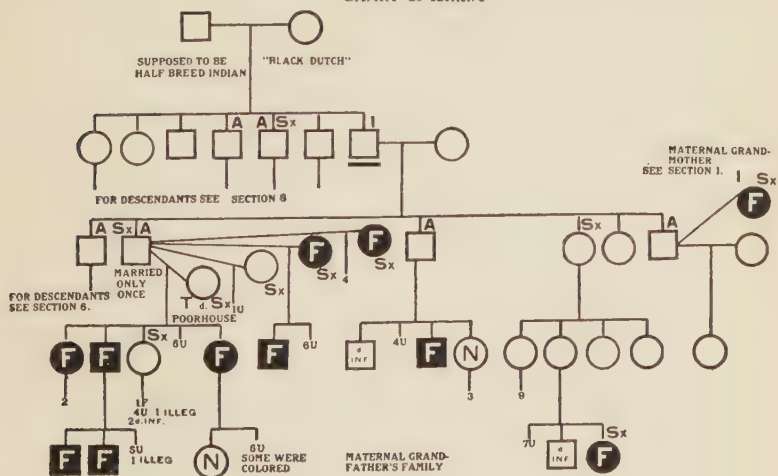 SUPPOSED TO BE
HALF BREED INDIAN
"BLACK DUTCH"
A
A Sx
1
MATERNAL GRAND-
MOTHER
SEE SECTION 1.
1 Sx
F
FOR DESCENDANTS SEE SECTION 6
A
Sx A
A
Sx
A
F
Sx
F
Sx
4
MARRIED
ONLY
ONCE
Sx
T d. Sx
1U
POORHOUSE
FOR DESCENDANTS
SEE SECTION 6.
F
F
Sx
6U
F
F
6U
d
INF.
4U
F
N
2
1F
4U 1 ILLEG
2d.INF.
3
9
F
F
5U
1 ILLEG
N
6U
SOME WERE
COLORED
MATERNAL GRAND-
FATHER'S FAMILY
7U
d
INF
Sx
F